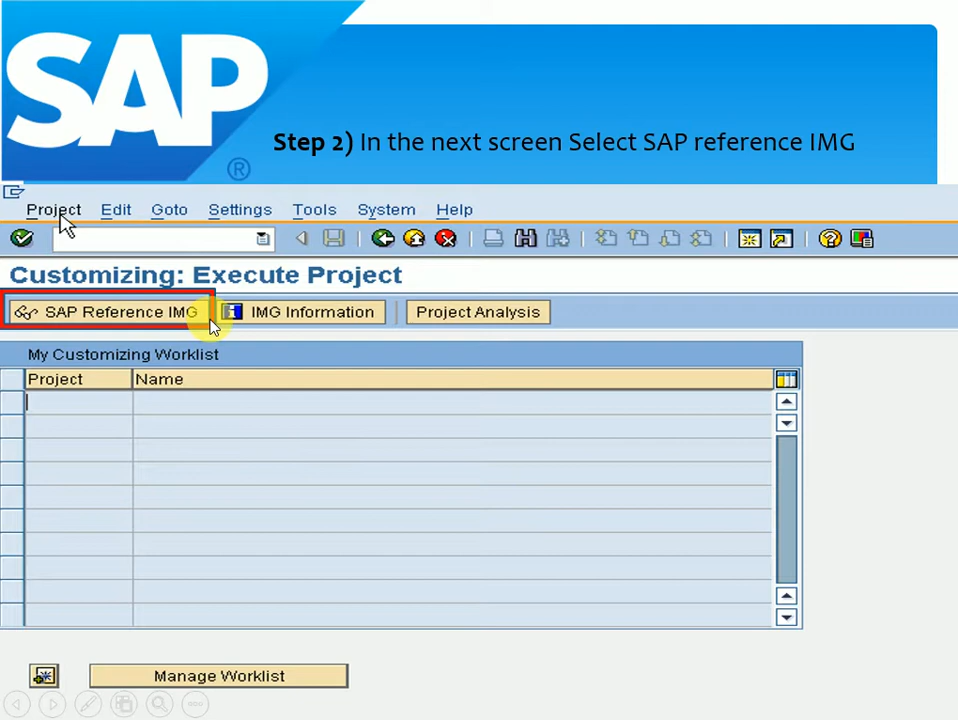 SAP
®
Step 2) In the next screen Select SAP reference IMG
Project Edit Goto Settings Tools System Help
Customizing: Execute Project
SAP Reference IMG IMG Information Project Analysis
My Customizing Worklist
Project Name
Manage Worklist